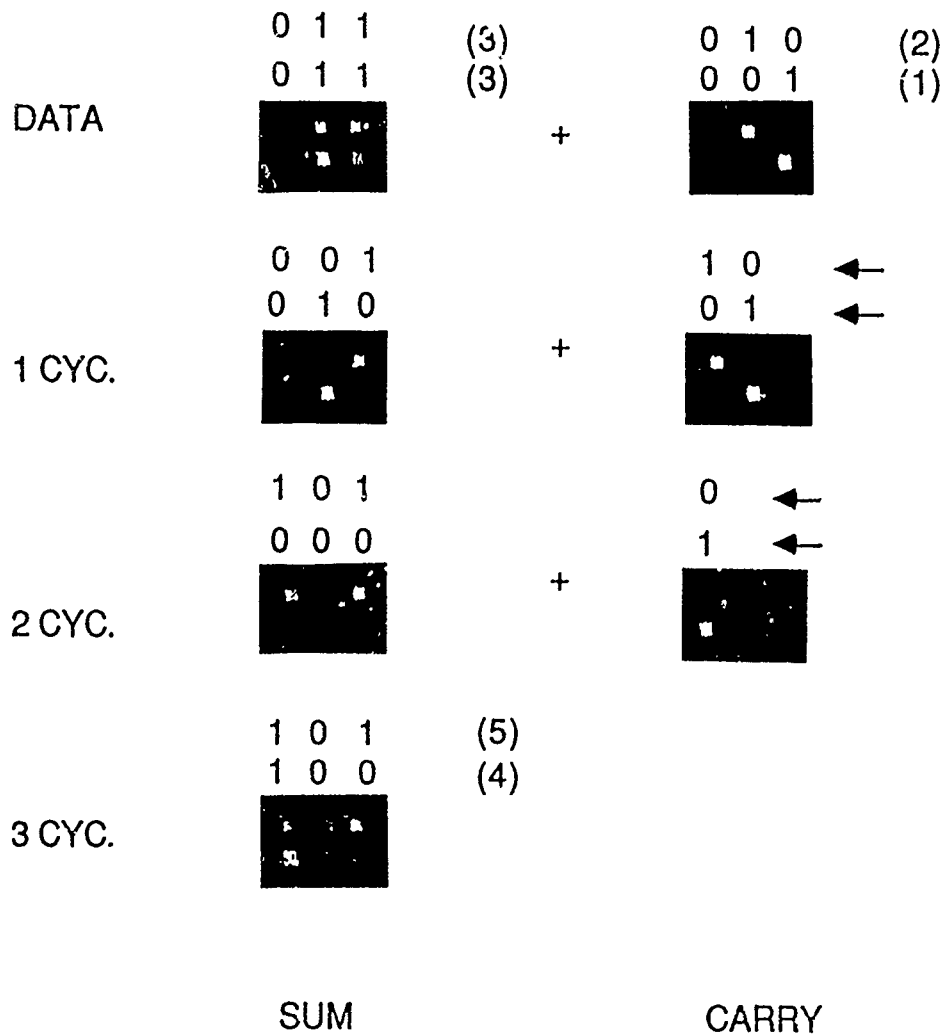 0 1 1 (3) 0 1 0 (2)
0 1 1 (3) 0 0 1 (1)
DATA +
0 0 1 1 0 ←
0 1 0 0 1 ←
1 CYC. +
1 0 1 0 ←
0 0 0 1 ←
2 CYC. +
1 0 1 (5)
1 0 0 (4)
3 CYC.
SUM CARRY